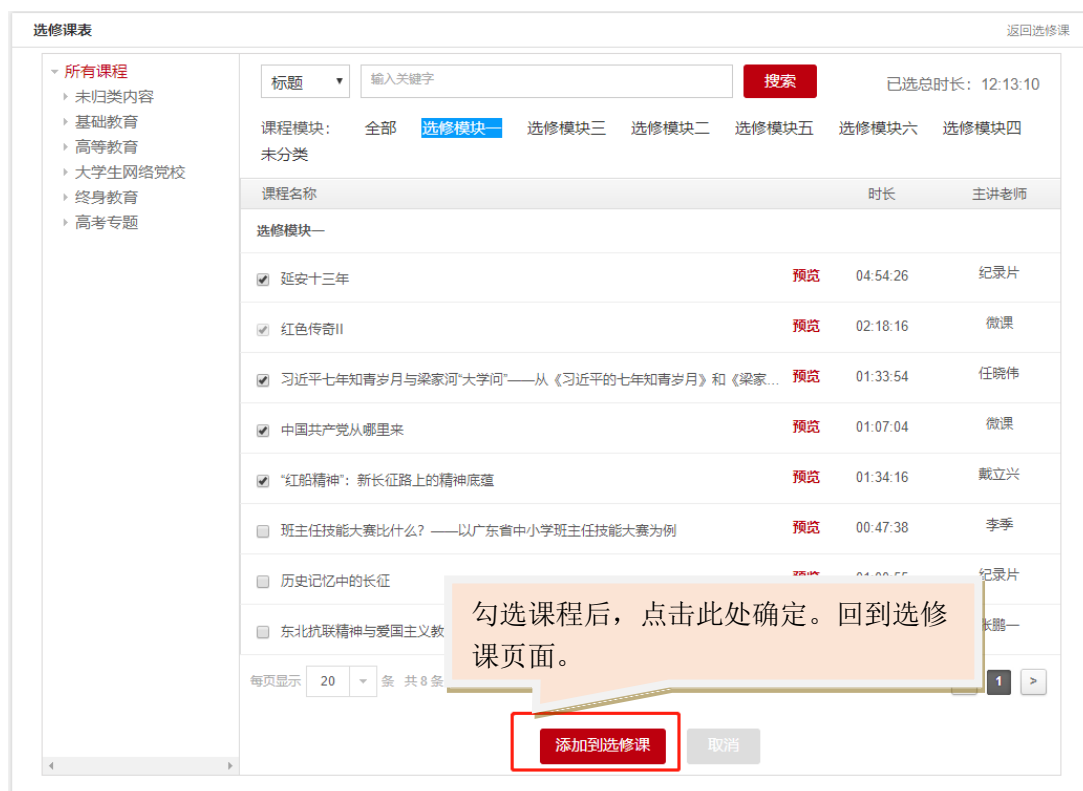 选修课表
返回选修课
所有课程
未归类内容
基础教育
高等教育
大学生网络党校
终身教育
高考专题
标题 输入关键字 搜索 已选总时长：12:13:10
课程模块： 全部 选修模块一 选修模块三 选修模块二 选修模块五 选修模块六 选修模块四
未分类
课程名称 时长 主讲老师
选修模块一
延安十三年 预览 04:54:26 纪录片
红色传奇II 预览 02:18:16 微课
习近平七年知青岁月与梁家河“大学问”——从《习近平的七年知青岁月》和《梁家... 预览 01:33:54 任晓伟
中国共产党从哪里来 预览 01:07:04 微课
“红船精神”：新长征路上的精神底蕴 预览 01:34:16 戴立兴
班主任技能大赛比什么？——以广东省中小学班主任技能大赛为例 预览 00:47:38 李季
历史记忆中的长征 纪录片
东北抗联精神与爱国主义教 鹏一
勾选课程后，点击此处确定。回到选修
课页面。
每页显示 20 条 共 8 条 1 >
添加到选修课 取消